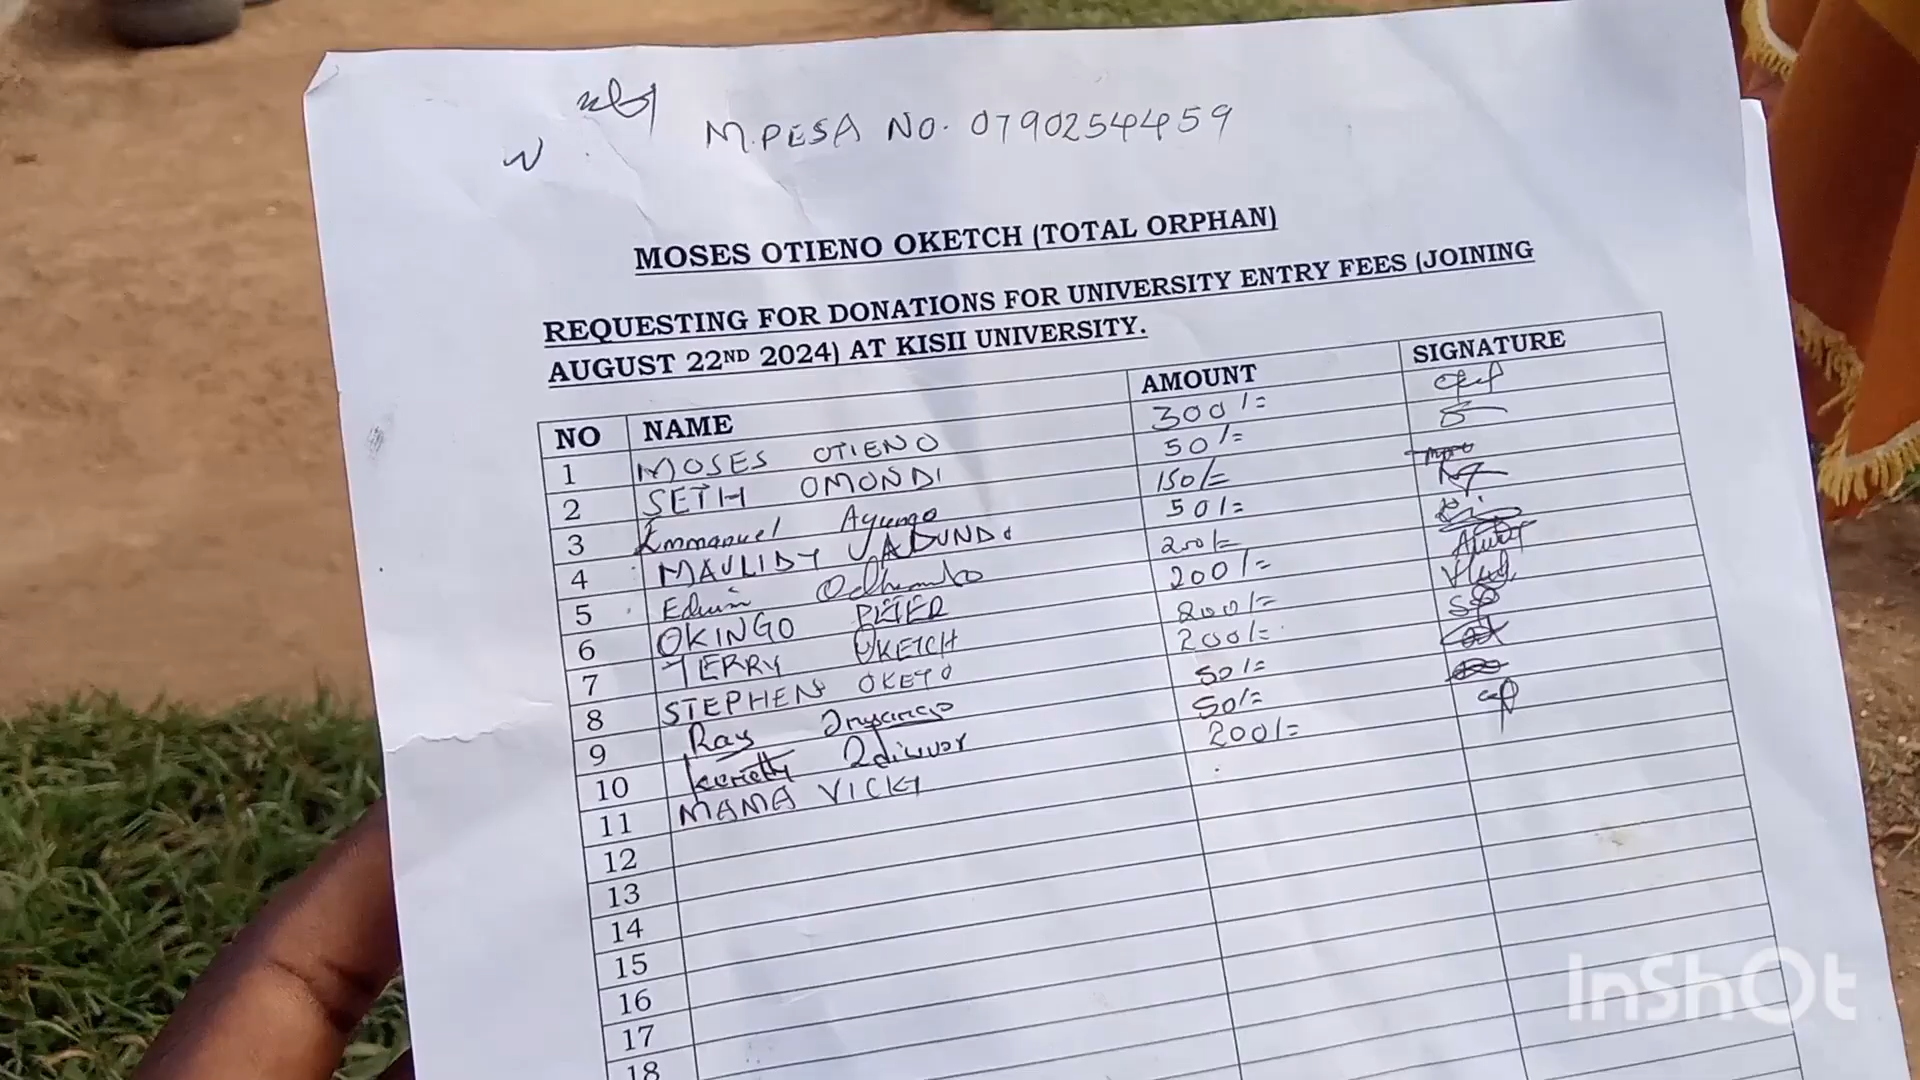 M.PESA NO. 0790254459
MOSES OTIENO OKETCH (TOTAL ORPHAN)
REQUESTING FOR DONATIONS FOR UNIVERSITY ENTRY FEES (JOINING
AUGUST 22ND 2024) AT KISII UNIVERSITY.
NO NAME AMOUNT SIGNATURE
1 MOSES OTIENO 300/=
2 SETH OMONDI 50/=
3 Emmanuel Ayungo 150/=
4 MAULIDY 50/=
5 Edwin Odhiambo 200/=
6 OKINGO PETER 200/=
7 TERRY OKETCH 200/=
8 STEPHEN OKEYO 200/=
9 Ray Onyango 50/=
10 50/=
11 MAMA VICKY 200/=
12
13
14
15
16
17
18
InShOt